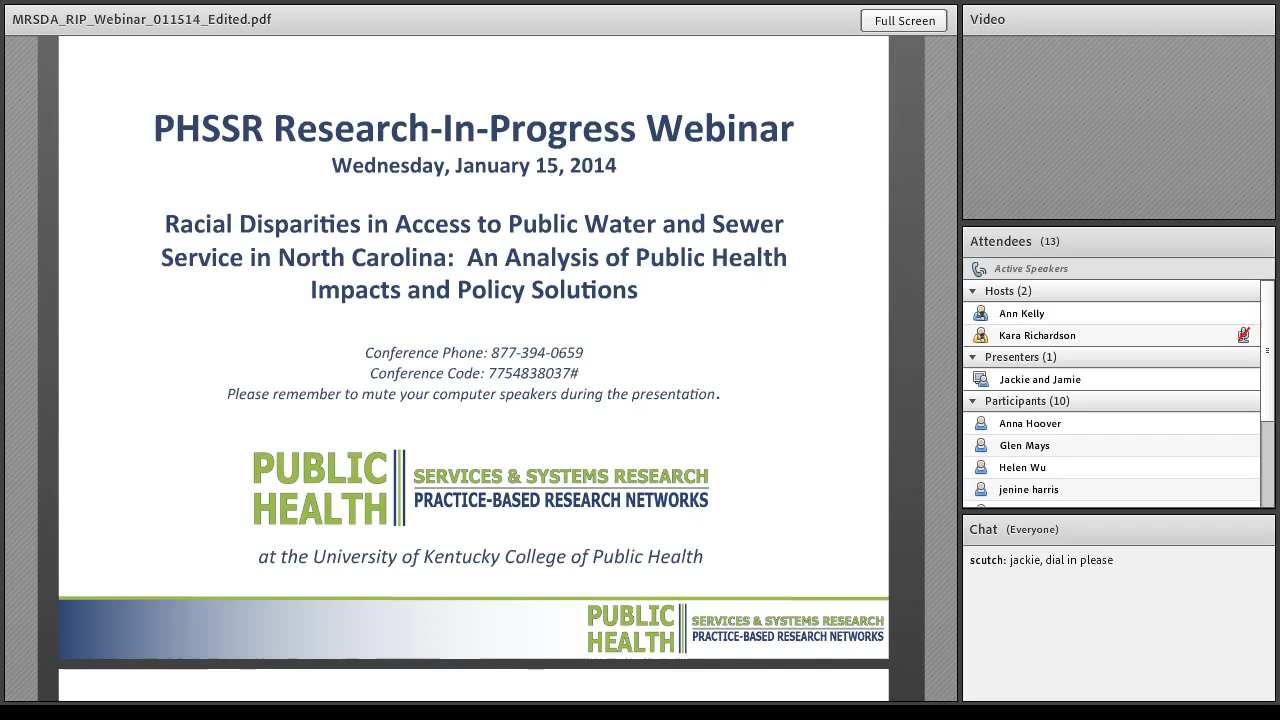 MRSDA_RIP_Webinar_011514_Edited.pdf
Full Screen
PHSSR Research-In-Progress Webinar
Wednesday, January 15, 2014
Racial Disparities in Access to Public Water and Sewer
Service in North Carolina:  An Analysis of Public Health
Impacts and Policy Solutions
Conference Phone: 877-394-0659
Conference Code: 7754838037#
Please remember to mute your computer speakers during the presentation.
PUBLIC
HEALTH
SERVICES & SYSTEMS RESEARCH
PRACTICE-BASED RESEARCH NETWORKS
at the University of Kentucky College of Public Health
PUBLIC
HEALTH
SERVICES & SYSTEMS RESEARCH
PRACTICE-BASED RESEARCH NETWORKS
Video
Attendees (13)
Active Speakers
Hosts (2)
Ann Kelly
Kara Richardson
Presenters (1)
Jackie and Jamie
Participants (10)
Anna Hoover
Glen Mays
Helen Wu
jenine harris
Chat (Everyone)
scutch: jackie, dial in please